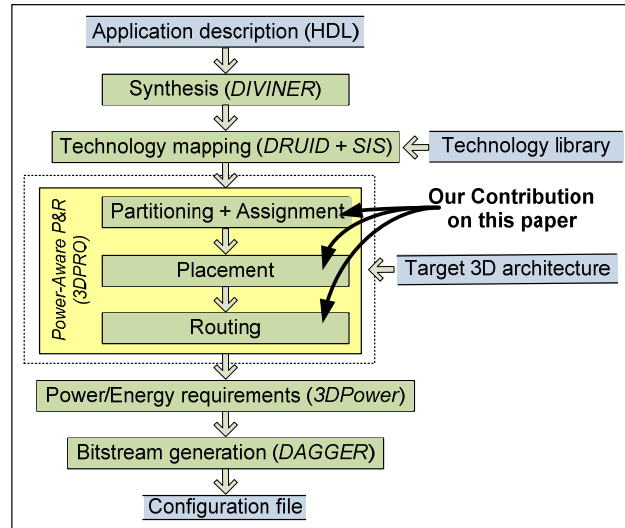 Application description (HDL)
Synthesis (DIVINER)
Technology mapping (DRUID + SIS)
Technology library
Power-Aware P&R
(3DPRO)
Partitioning + Assignment
Our Contribution
on this paper
Placement
Target 3D architecture
Routing
Power/Energy requirements (3DPower)
Bitstream generation (DAGGER)
Configuration file